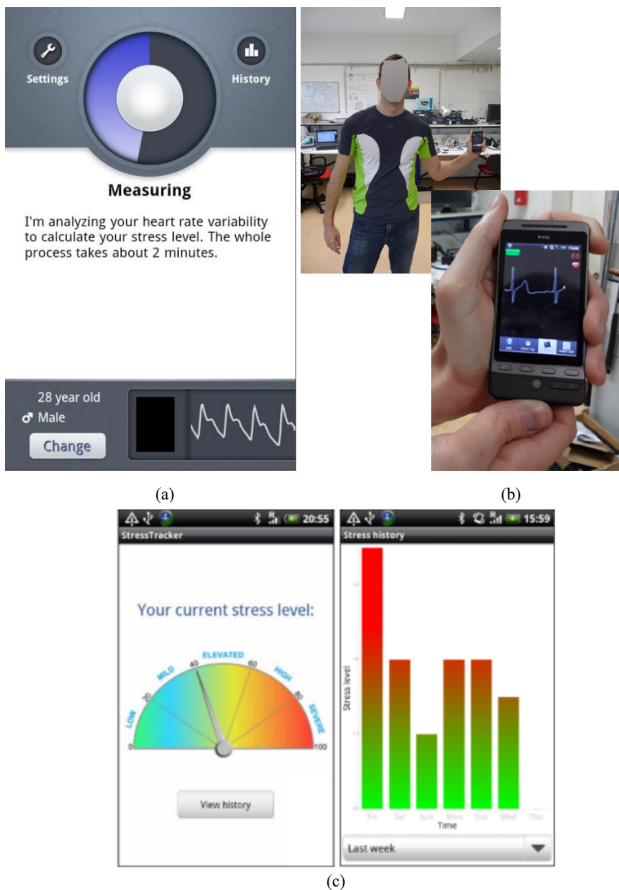 Settings
History
Measuring
I'm analyzing your heart rate variability
to calculate your stress level. The whole
process takes about 2 minutes.
28 year old
♂ Male
Change
(a)
(b)
20:55
StressTracker
Your current stress level:
LOW
MILD
ELEVATED
HIGH
SEVERE
0
20
40
60
80
100
View history
15:59
Stress history
Stress level
Fri
Sat
Sun
Mon
Tue
Wed
Thu
Time
Last week
(c)